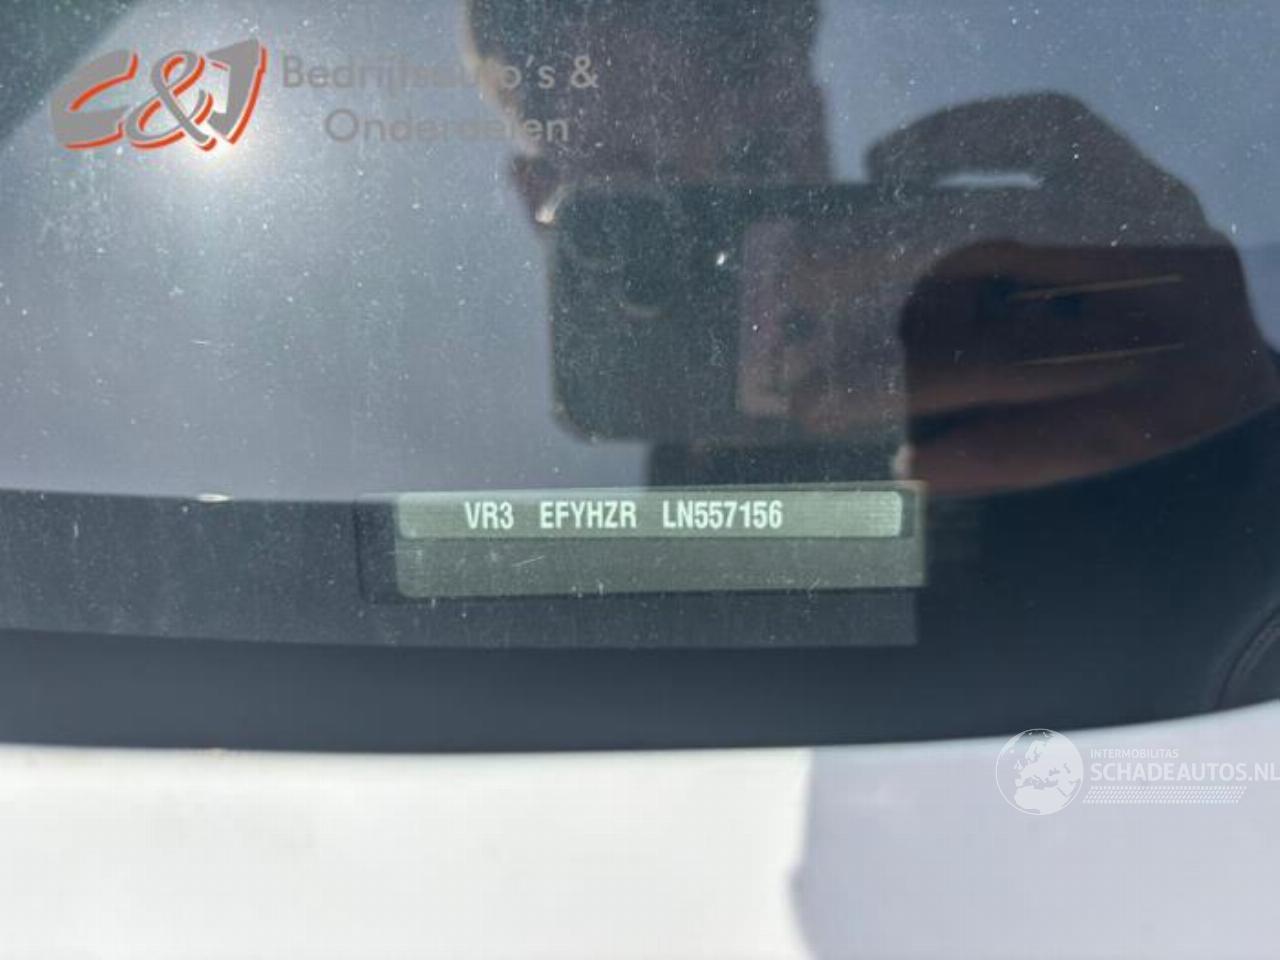 C&J Bedrijfsauto's &
Onderdelen
VR3 EFYHZR LN557156
INTERMOBILITAS
SCHADEAUTOS.NL